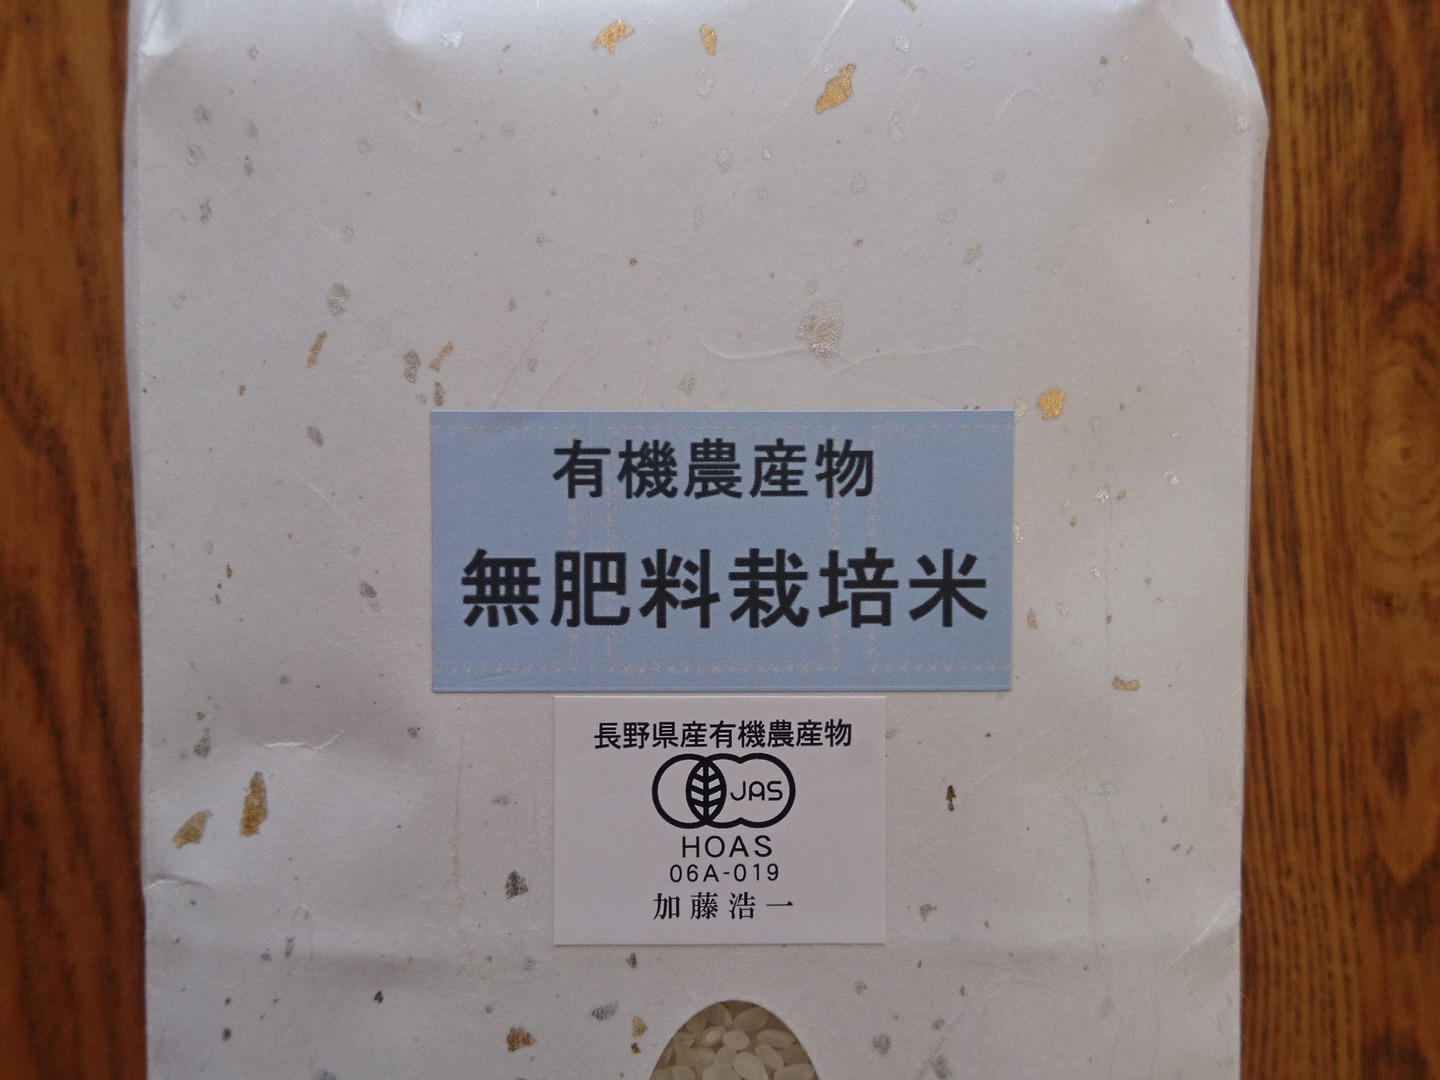 有機農産物
無肥料栽培米
長野県産有機農産物
JAS
HOAS
06A-019
加藤浩一